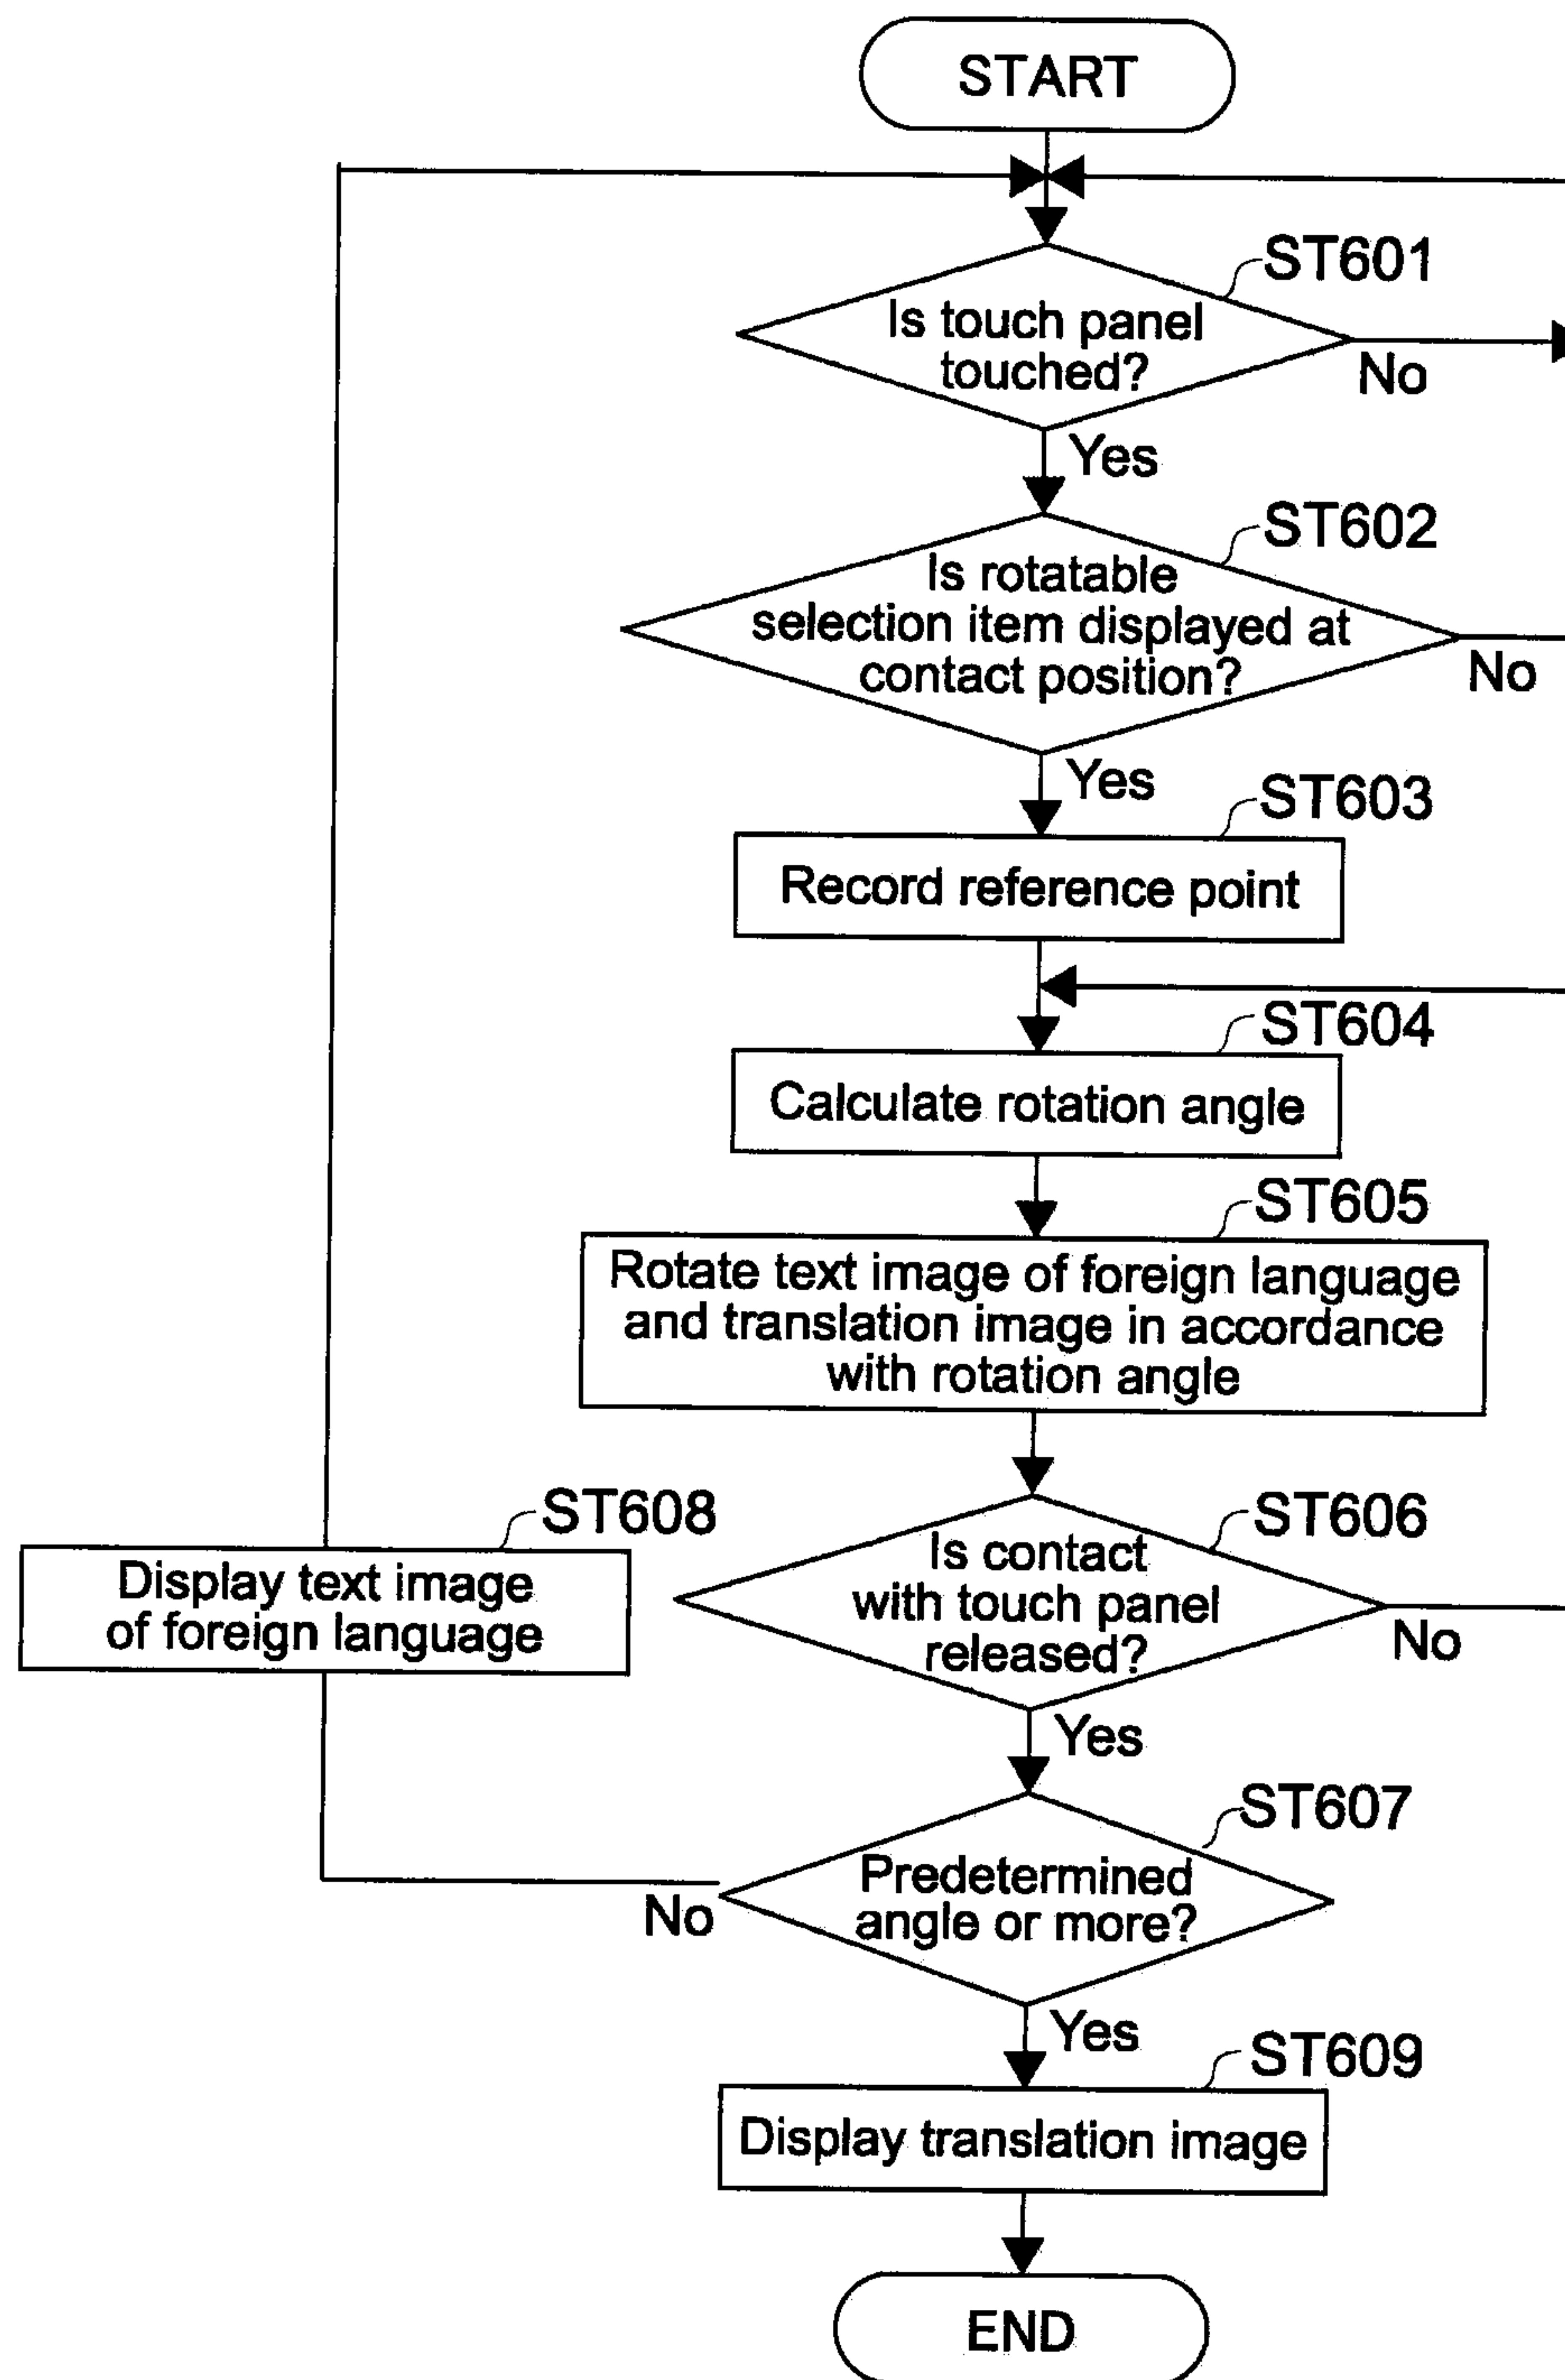 START
ST601
Is touch panel
touched?
No
Yes
ST602
Is rotatable
selection item displayed at
contact position?
No
Yes
ST603
Record reference point
ST604
Calculate rotation angle
ST605
Rotate text image of foreign language
and translation image in accordance
with rotation angle
ST608
Display text image
of foreign language
ST606
Is contact
with touch panel
released?
No
Yes
ST607
Predetermined
angle or more?
No
Yes
ST609
Display translation image
END